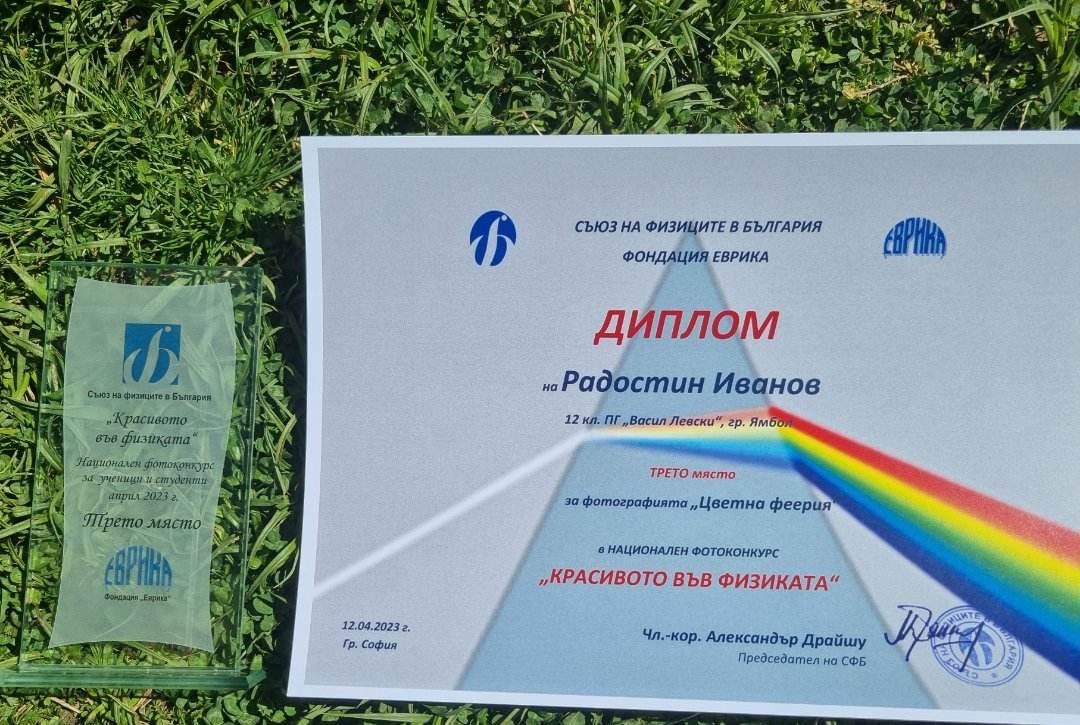 Съюз на физиците в България
„Красивото
във физиката“
Национален фотоконкурс
за ученици и студенти
април 2023 г.
Трето място
ЕВРИКА
Фондация „Еврика“
СЪЮЗ НА ФИЗИЦИТЕ В БЪЛГАРИЯ
ФОНДАЦИЯ ЕВРИКА
ЕВРИКА
ДИПЛОМ
на Радостин Иванов
12 кл. ПГ „Васил Левски“, гр. Ямбол
ТРЕТО място
за фотографията „Цветна феерия“
в НАЦИОНАЛЕН ФОТОКОНКУРС
„КРАСИВОТО ВЪВ ФИЗИКАТА“
12.04.2023 г.
Гр. София
Чл.-кор. Александър Драйшу
Председател на СФБ